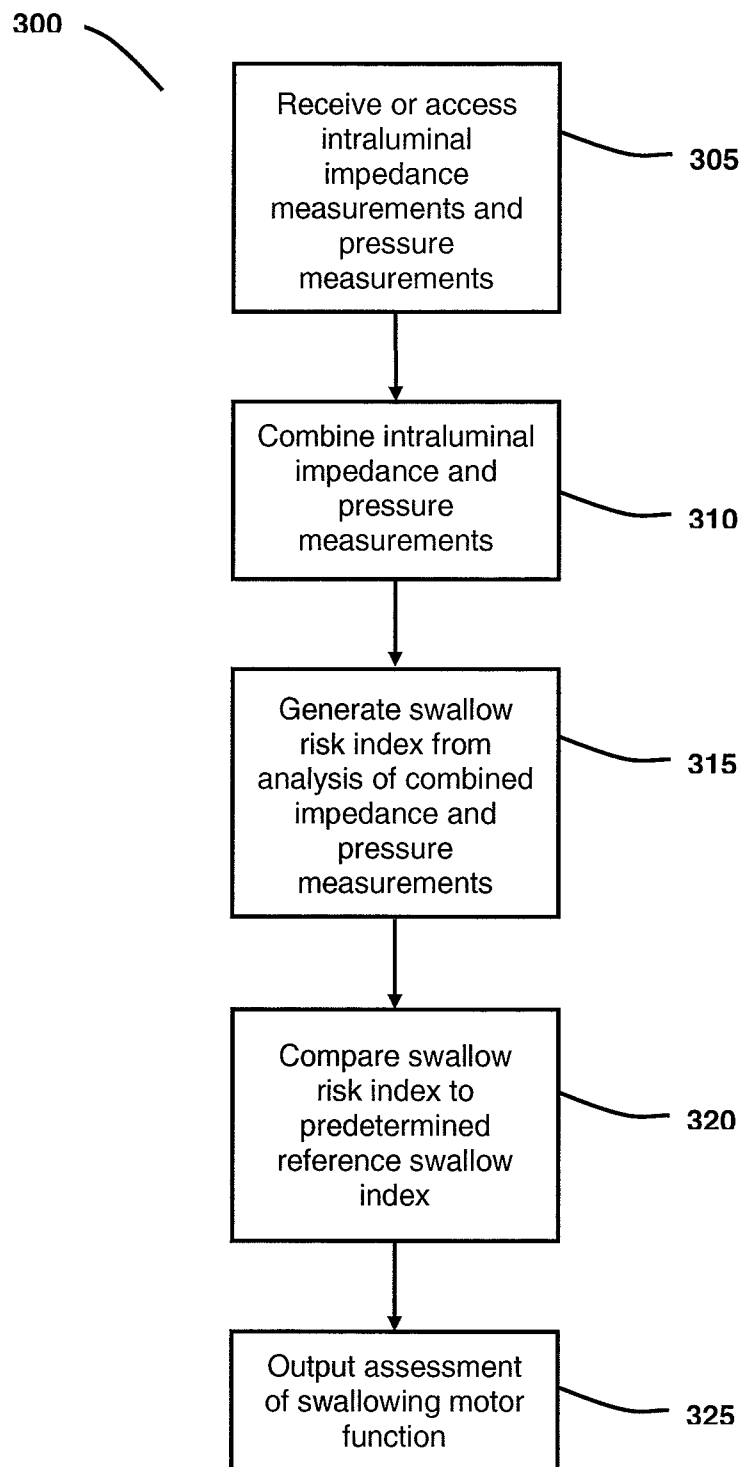 300
Receive or access
intraluminal
impedance
measurements and
pressure
measurements
305
Combine intraluminal
impedance and
pressure
measurements
310
Generate swallow
risk index from
analysis of combined
impedance and
pressure
measurements
315
Compare swallow
risk index to
predetermined
reference swallow
index
320
Output assessment
of swallowing motor
function
325